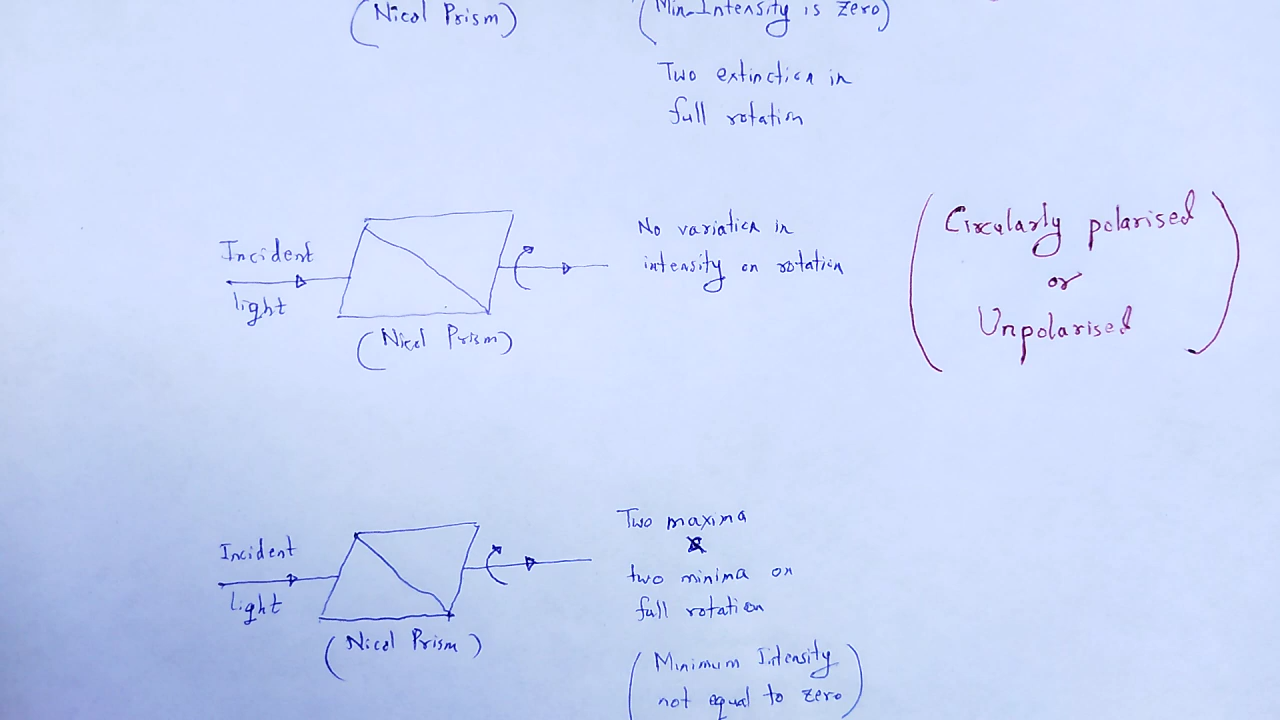 (Nicol Prism)
(Min-Intensity is Zero)
Two extinction in
full rotation
Incident
light
(Nicol Prism)
No variation in
intensity on rotation
(Circularly polarised
or
Unpolarised)
Incident
light
(Nicol Prism)
Two maxima
&
two minima on
full rotation
(Minimum Intensity
not equal to zero)